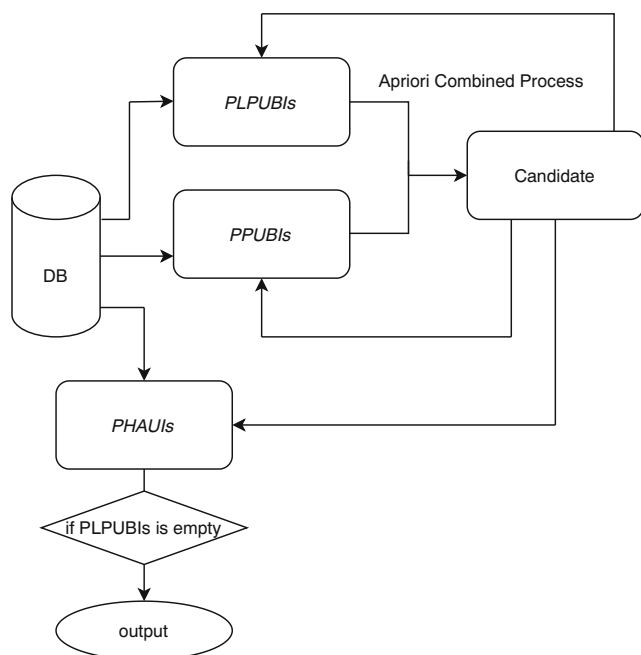 Apriori Combined Process
PLPUBIs
Candidate
PPUBIs
DB
PHAUIs
if PLPUBIs is empty
output